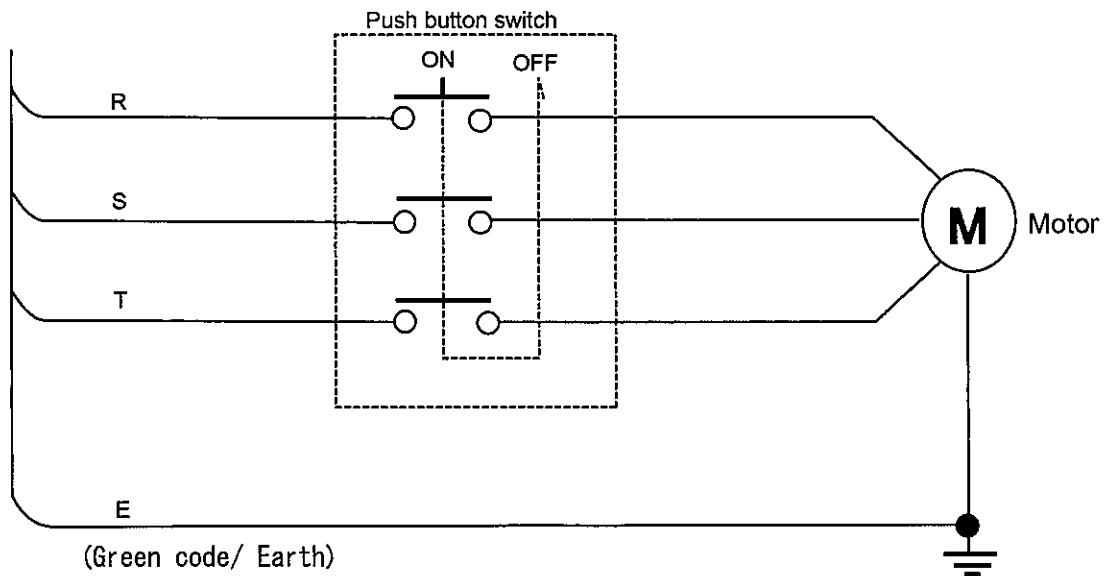 Push button switch
ON OFF
R
S
M Motor
T
E
(Green code/ Earth)